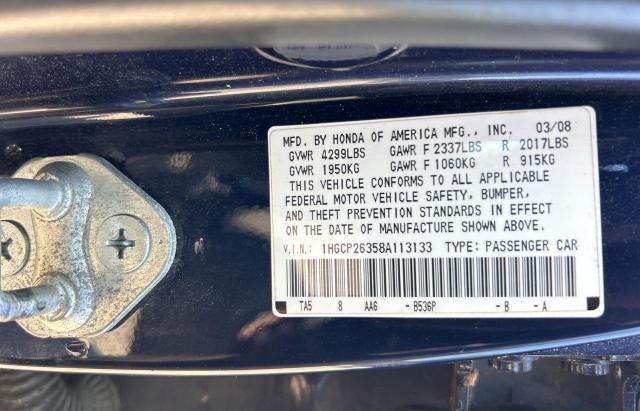 MFD. BY HONDA OF AMERICA MFG., INC. 03/08
GVWR 4299LBS GAWR F 2337LBS R 2017LBS
GVWR 1950KG GAWR F 1060KG R 915KG
THIS VEHICLE CONFORMS TO ALL APPLICABLE
FEDERAL MOTOR VEHICLE SAFETY, BUMPER,
AND THEFT PREVENTION STANDARDS IN EFFECT
ON THE DATE OF MANUFACTURE SHOWN ABOVE.
V.I.N.: 1HGCP26358A113133 TYPE: PASSENGER CAR
TA5 8 AA6 -B536P -B -A